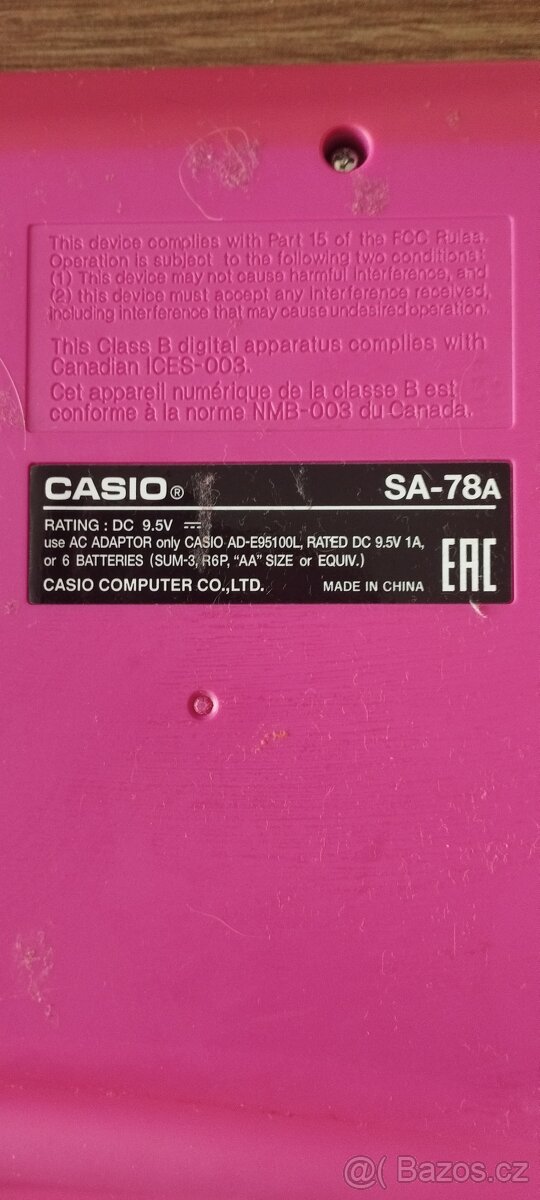 This device complies with Part 15 of the FCC Rules.
Operation is subject to the following two conditions:
(1) This device may not cause harmful interference, and
(2) this device must accept any interference received,
including interference that may cause undesired operation.
This Class B digital apparatus complies with
Canadian ICES-003.
Cet appareil numérique de la classe B est
conforme à la norme NMB-003 du Canada.
CASIO® SA-78A
RATING : DC 9.5V ⎓
use AC ADAPTOR only CASIO AD-E95100L, RATED DC 9.5V 1A,
or 6 BATTERIES (SUM-3, R6P, “AA” SIZE or EQUIV.)
CASIO COMPUTER CO.,LTD. MADE IN CHINA
EAC
@( Bazos.cz